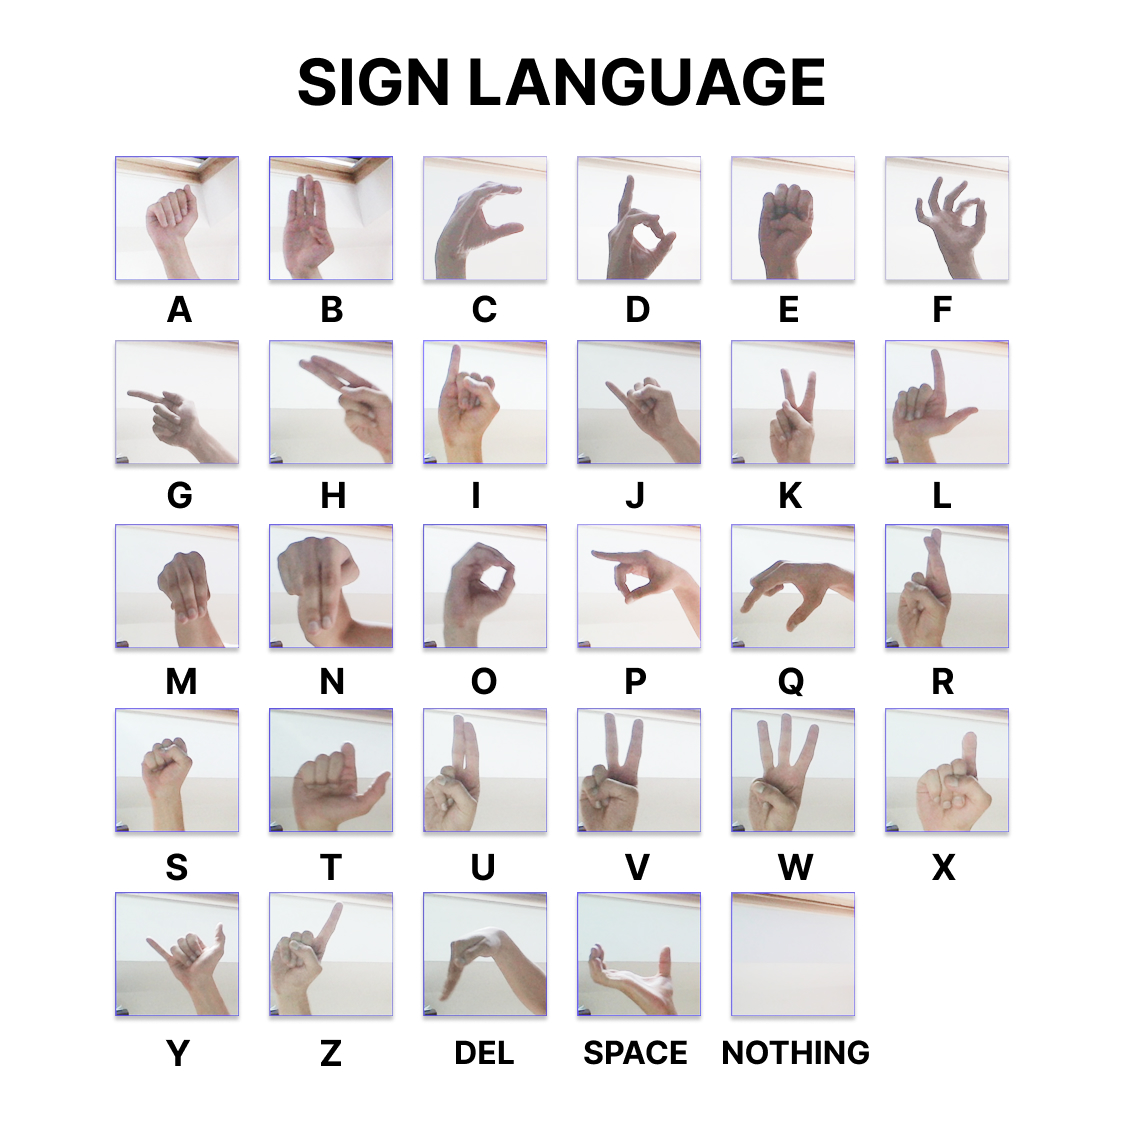 SIGN LANGUAGE
A B C D E F
G H I J K L
M N O P Q R
S T U V W X
Y Z DEL SPACE NOTHING